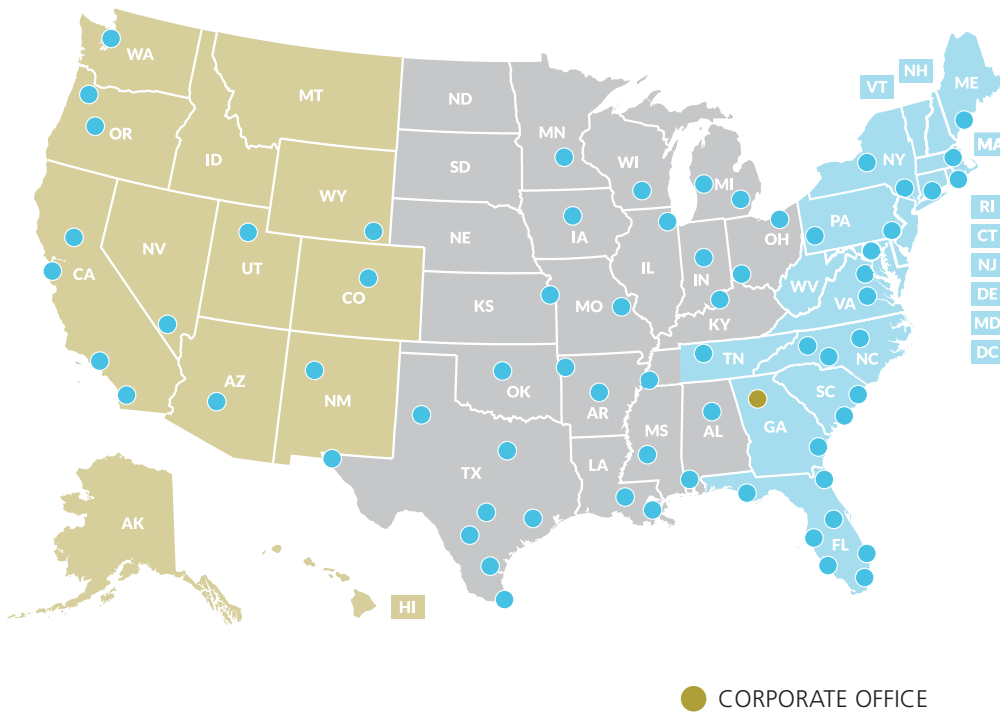 WA
MT
ND
MN
VT
NH
ME
OR
ID
SD
WI
MI
NY
MA
WY
NE
IA
PA
RI
NV
UT
CO
KS
MO
IL
IN
OH
WV
VA
CT
CA
KY
NJ
DE
MD
AZ
NM
OK
AR
TN
NC
DC
TX
LA
MS
AL
GA
SC
AK
FL
HI
CORPORATE OFFICE